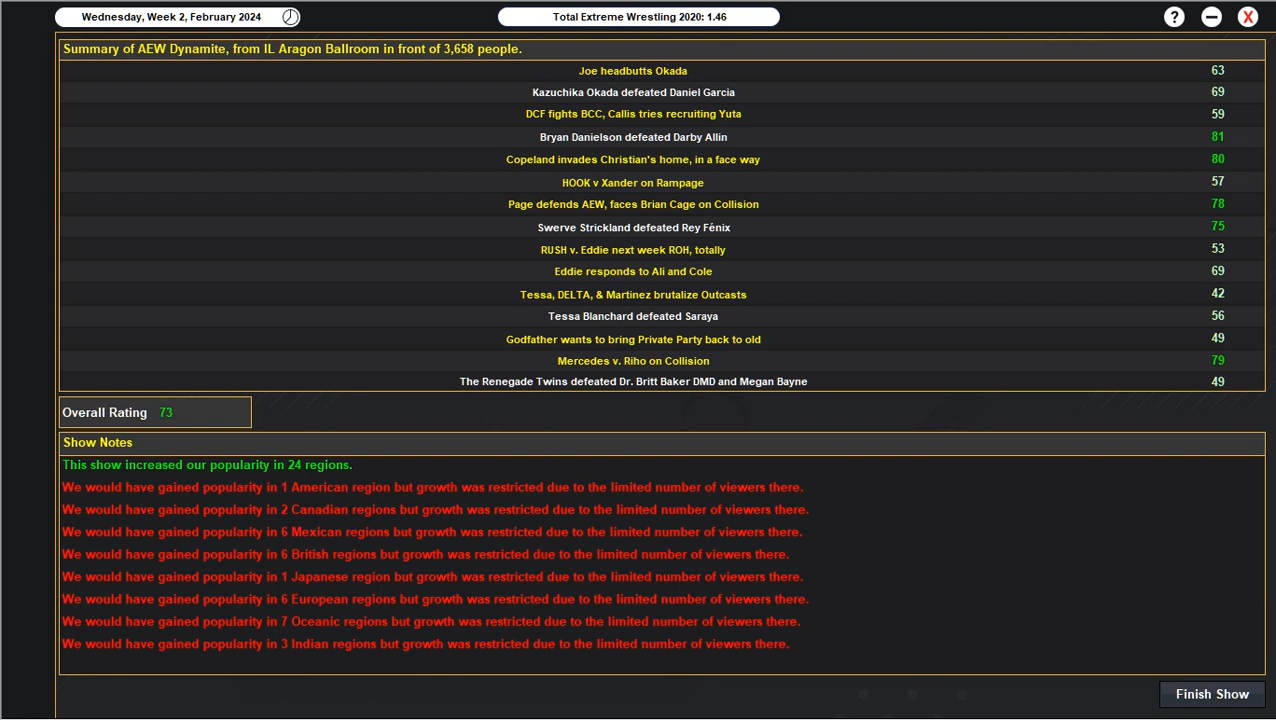 Wednesday, Week 2, February 2024
Total Extreme Wrestling 2020: 1.46
?
X
Summary of AEW Dynamite, from IL Aragon Ballroom in front of 3,658 people.
Joe headbutts Okada 63
Kazuchika Okada defeated Daniel Garcia 69
DCF fights BCC, Callis tries recruiting Yuta 59
Bryan Danielson defeated Darby Allin 81
Copeland invades Christian's home, in a face way 80
HOOK v Xander on Rampage 57
Page defends AEW, faces Brian Cage on Collision 78
Swerve Strickland defeated Rey Fénix 75
RUSH v. Eddie next week ROH, totally 53
Eddie responds to Ali and Cole 69
Tessa, DELTA, & Martinez brutalize Outcasts 42
Tessa Blanchard defeated Saraya 56
Godfather wants to bring Private Party back to old 49
Mercedes v. Riho on Collision 79
The Renegade Twins defeated Dr. Britt Baker DMD and Megan Bayne 49
Overall Rating 73
Show Notes
This show increased our popularity in 24 regions.
We would have gained popularity in 1 American region but growth was restricted due to the limited number of viewers there.
We would have gained popularity in 2 Canadian regions but growth was restricted due to the limited number of viewers there.
We would have gained popularity in 6 Mexican regions but growth was restricted due to the limited number of viewers there.
We would have gained popularity in 6 British regions but growth was restricted due to the limited number of viewers there.
We would have gained popularity in 1 Japanese region but growth was restricted due to the limited number of viewers there.
We would have gained popularity in 6 European regions but growth was restricted due to the limited number of viewers there.
We would have gained popularity in 7 Oceanic regions but growth was restricted due to the limited number of viewers there.
We would have gained popularity in 3 Indian regions but growth was restricted due to the limited number of viewers there.
Finish Show